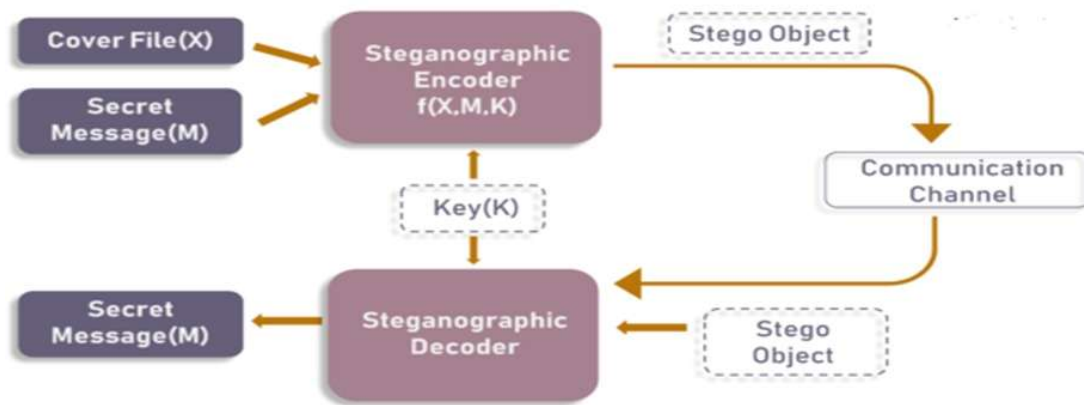 Cover File(X)
Secret
Message(M)
Steganographic
Encoder
f(X,M,K)
Stego Object
Communication
Channel
Key(K)
Steganographic
Decoder
Secret
Message(M)
Stego
Object